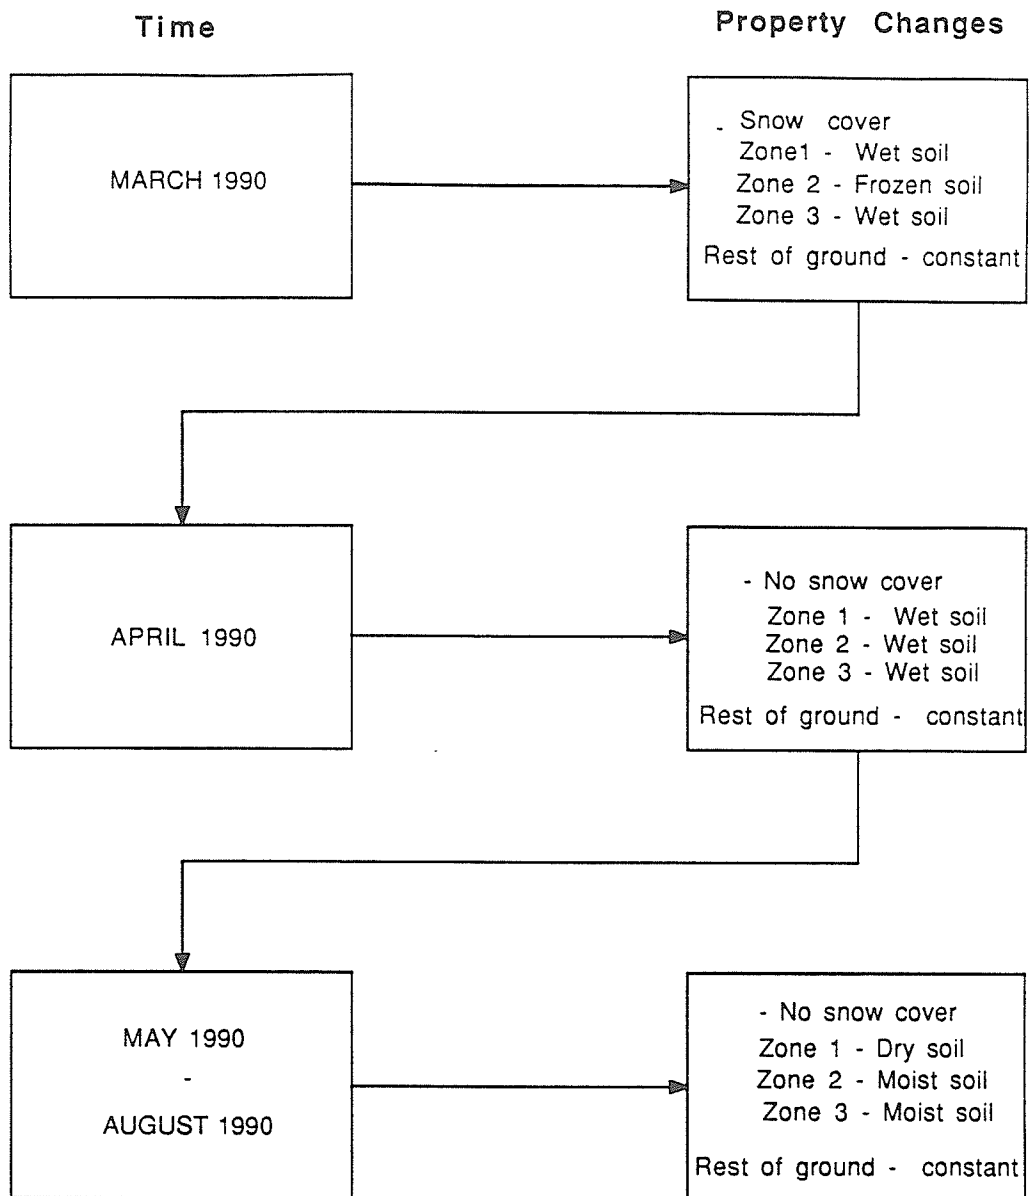 Time
Property Changes
MARCH 1990
- Snow cover
Zone1 - Wet soil
Zone 2 - Frozen soil
Zone 3 - Wet soil
Rest of ground - constant
APRIL 1990
- No snow cover
Zone 1 - Wet soil
Zone 2 - Wet soil
Zone 3 - Wet soil
Rest of ground - constant
MAY 1990
-
AUGUST 1990
- No snow cover
Zone 1 - Dry soil
Zone 2 - Moist soil
Zone 3 - Moist soil
Rest of ground - constant